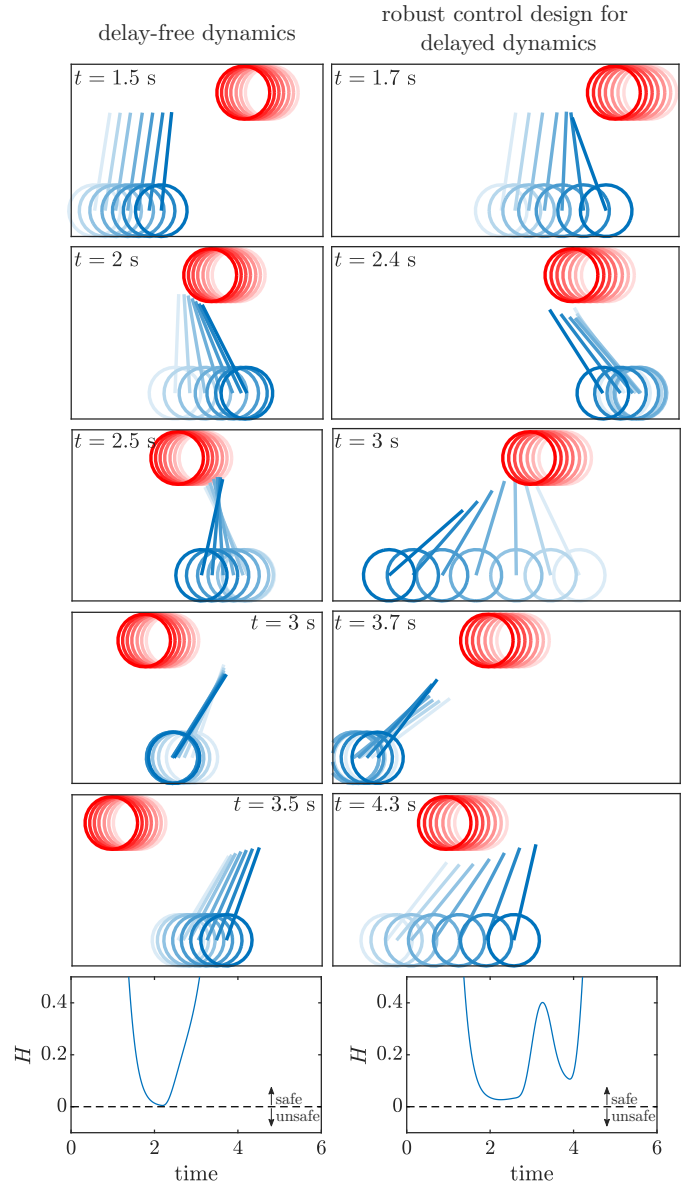 delay-free dynamics
robust control design for
delayed dynamics
t = 1.5 s
t = 1.7 s
t = 2 s
t = 2.4 s
t = 2.5 s
t = 3 s
t = 3 s
t = 3.7 s
t = 3.5 s
t = 4.3 s
H
0.4
0.2
0
safe
unsafe
0 2 4 6
time
H
0.4
0.2
0
safe
unsafe
0 2 4 6
time